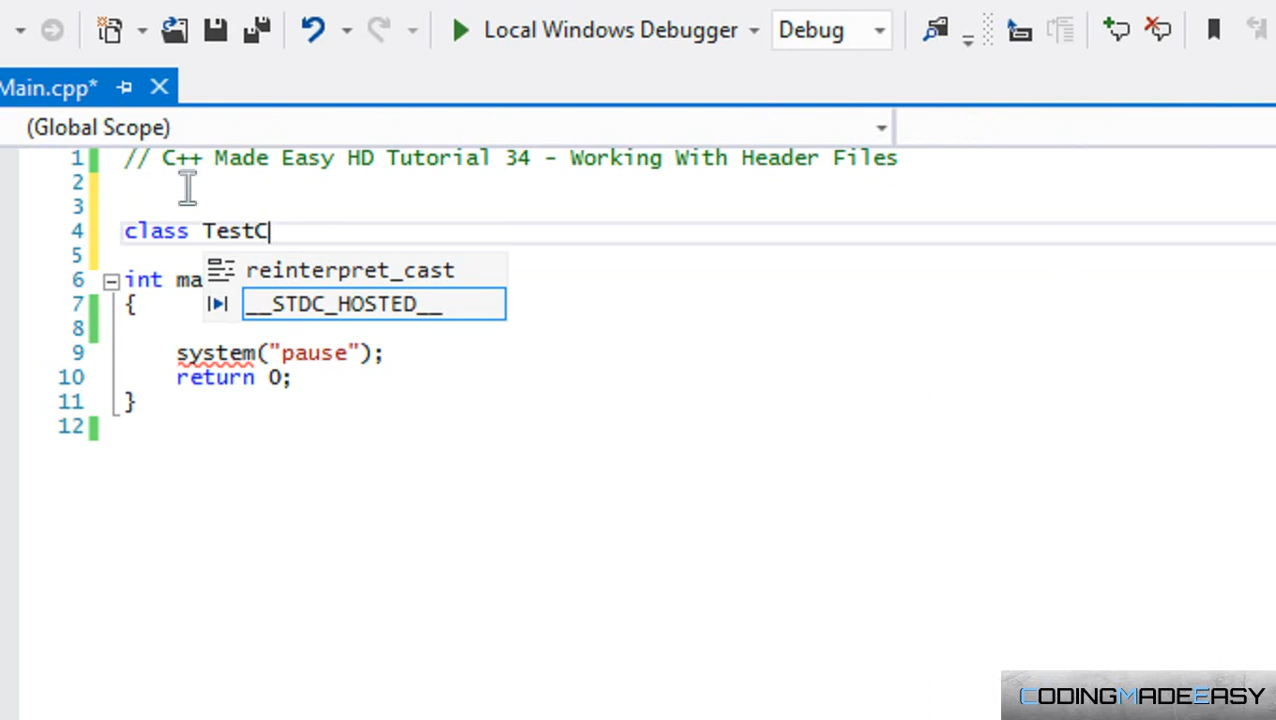 Local Windows Debugger Debug
Main.cpp*
(Global Scope)
1 // C++ Made Easy HD Tutorial 34 - Working With Header Files
2
3
4 class TestC
5
reinterpret_cast
6 int ma
__STDC_HOSTED__
7 {
8
9 system("pause");
10 return 0;
11 }
12
CODINGMADEEASY